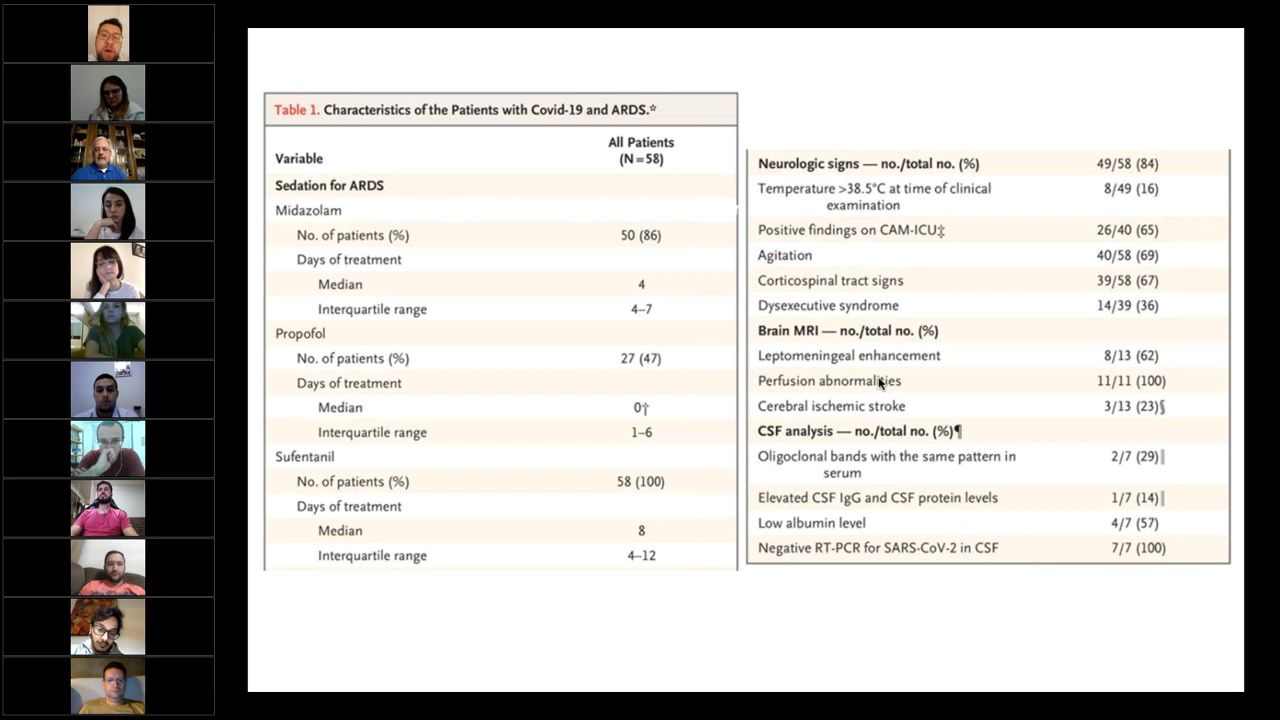 Table 1. Characteristics of the Patients with Covid-19 and ARDS.*
Variable All Patients (N=58)
Sedation for ARDS
Midazolam
No. of patients (%) 50 (86)
Days of treatment
Median 4
Interquartile range 4–7
Propofol
No. of patients (%) 27 (47)
Days of treatment
Median 0†
Interquartile range 1–6
Sufentanil
No. of patients (%) 58 (100)
Days of treatment
Median 8
Interquartile range 4–12
Neurologic signs — no./total no. (%) 49/58 (84)
Temperature >38.5°C at time of clinical 8/49 (16)
examination
Positive findings on CAM-ICU‡ 26/40 (65)
Agitation 40/58 (69)
Corticospinal tract signs 39/58 (67)
Dysexecutive syndrome 14/39 (36)
Brain MRI — no./total no. (%)
Leptomeningeal enhancement 8/13 (62)
Perfusion abnormalities 11/11 (100)
Cerebral ischemic stroke 3/13 (23)§
CSF analysis — no./total no. (%)¶
Oligoclonal bands with the same pattern in 2/7 (29)‖
serum
Elevated CSF IgG and CSF protein levels 1/7 (14)‖
Low albumin level 4/7 (57)
Negative RT-PCR for SARS-CoV-2 in CSF 7/7 (100)